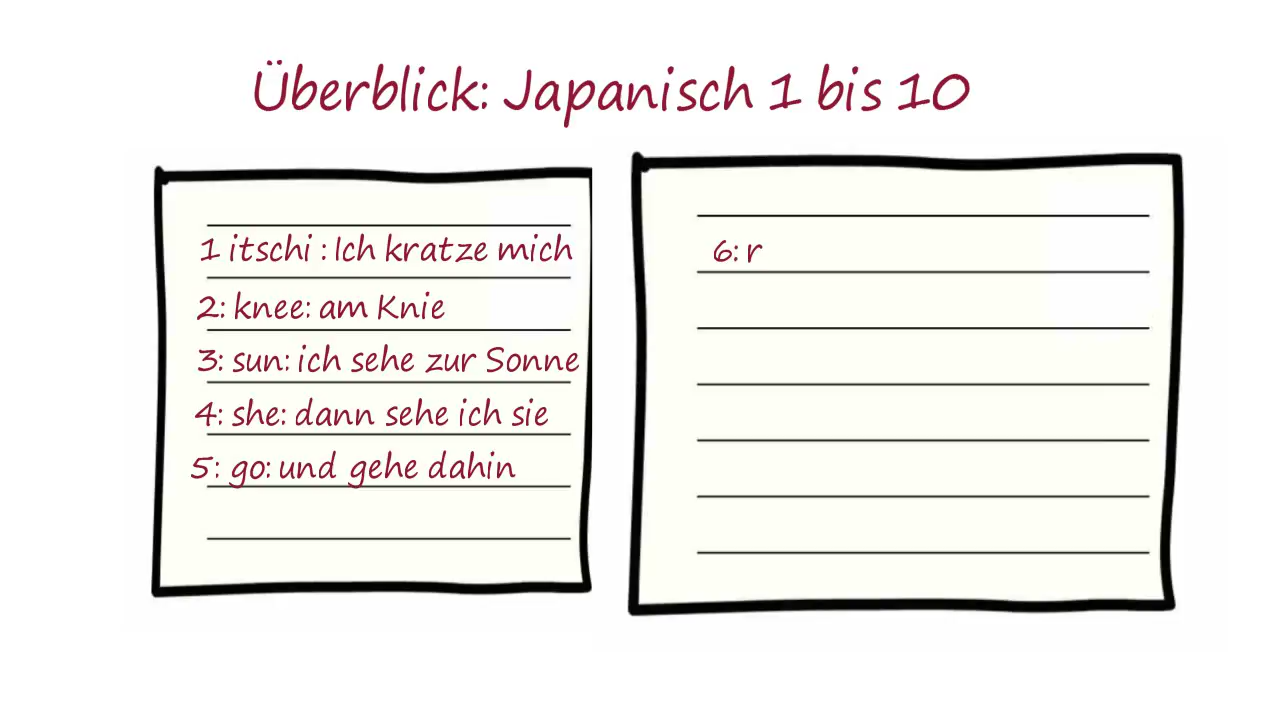 Überblick: Japanisch 1 bis 10
1 itschi : Ich kratze mich
2: knee: am Knie
3: sun: ich sehe zur Sonne
4: she: dann sehe ich sie
5: go: und gehe dahin
6: r